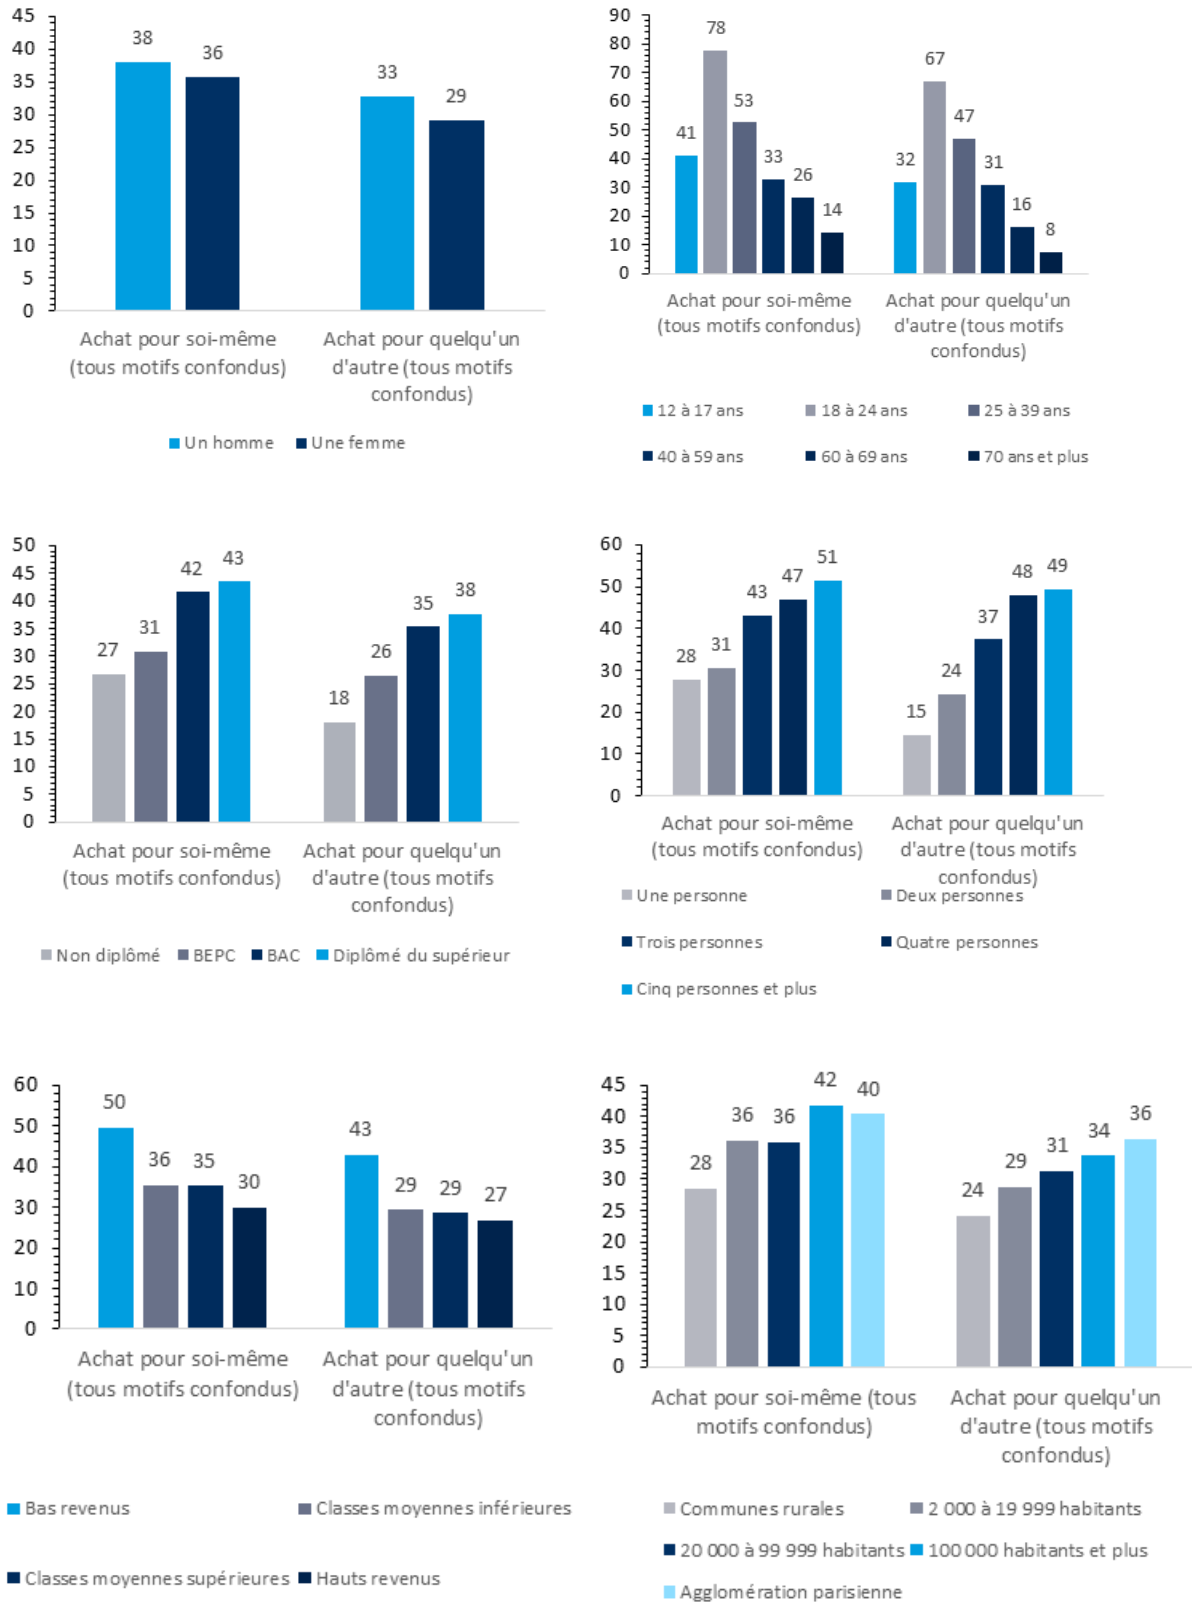 45
40
35
30
25
20
15
10
5
0
38
36
33
29
Achat pour soi-même
(tous motifs confondus)
Achat pour quelqu'un
d'autre (tous motifs
confondus)
Un homme
Une femme
90
80
70
60
50
40
30
20
10
0
41
78
53
33
26
14
32
67
47
31
16
8
Achat pour soi-même
(tous motifs confondus)
Achat pour quelqu'un
d'autre (tous motifs
confondus)
12 à 17 ans
18 à 24 ans
25 à 39 ans
40 à 59 ans
60 à 69 ans
70 ans et plus
50
45
40
35
30
25
20
15
10
5
0
27
31
42
43
18
26
35
38
Achat pour soi-même
(tous motifs confondus)
Achat pour quelqu'un
d'autre (tous motifs
confondus)
Non diplômé
BEPC
BAC
Diplômé du supérieur
60
50
40
30
20
10
0
28
31
43
47
51
15
24
37
48
49
Achat pour soi-même
(tous motifs confondus)
Achat pour quelqu'un
d'autre (tous motifs
confondus)
Une personne
Deux personnes
Trois personnes
Quatre personnes
Cinq personnes et plus
60
50
40
30
20
10
0
50
36
35
30
43
29
29
27
Achat pour soi-même
(tous motifs confondus)
Achat pour quelqu'un
d'autre (tous motifs
confondus)
Bas revenus
Classes moyennes inférieures
Classes moyennes supérieures
Hauts revenus
45
40
35
30
25
20
15
10
5
0
28
36
36
42
40
24
29
31
34
36
Achat pour soi-même (tous
motifs confondus)
Achat pour quelqu'un
d'autre (tous motifs
confondus)
Communes rurales
2 000 à 19 999 habitants
20 000 à 99 999 habitants
100 000 habitants et plus
Agglomération parisienne